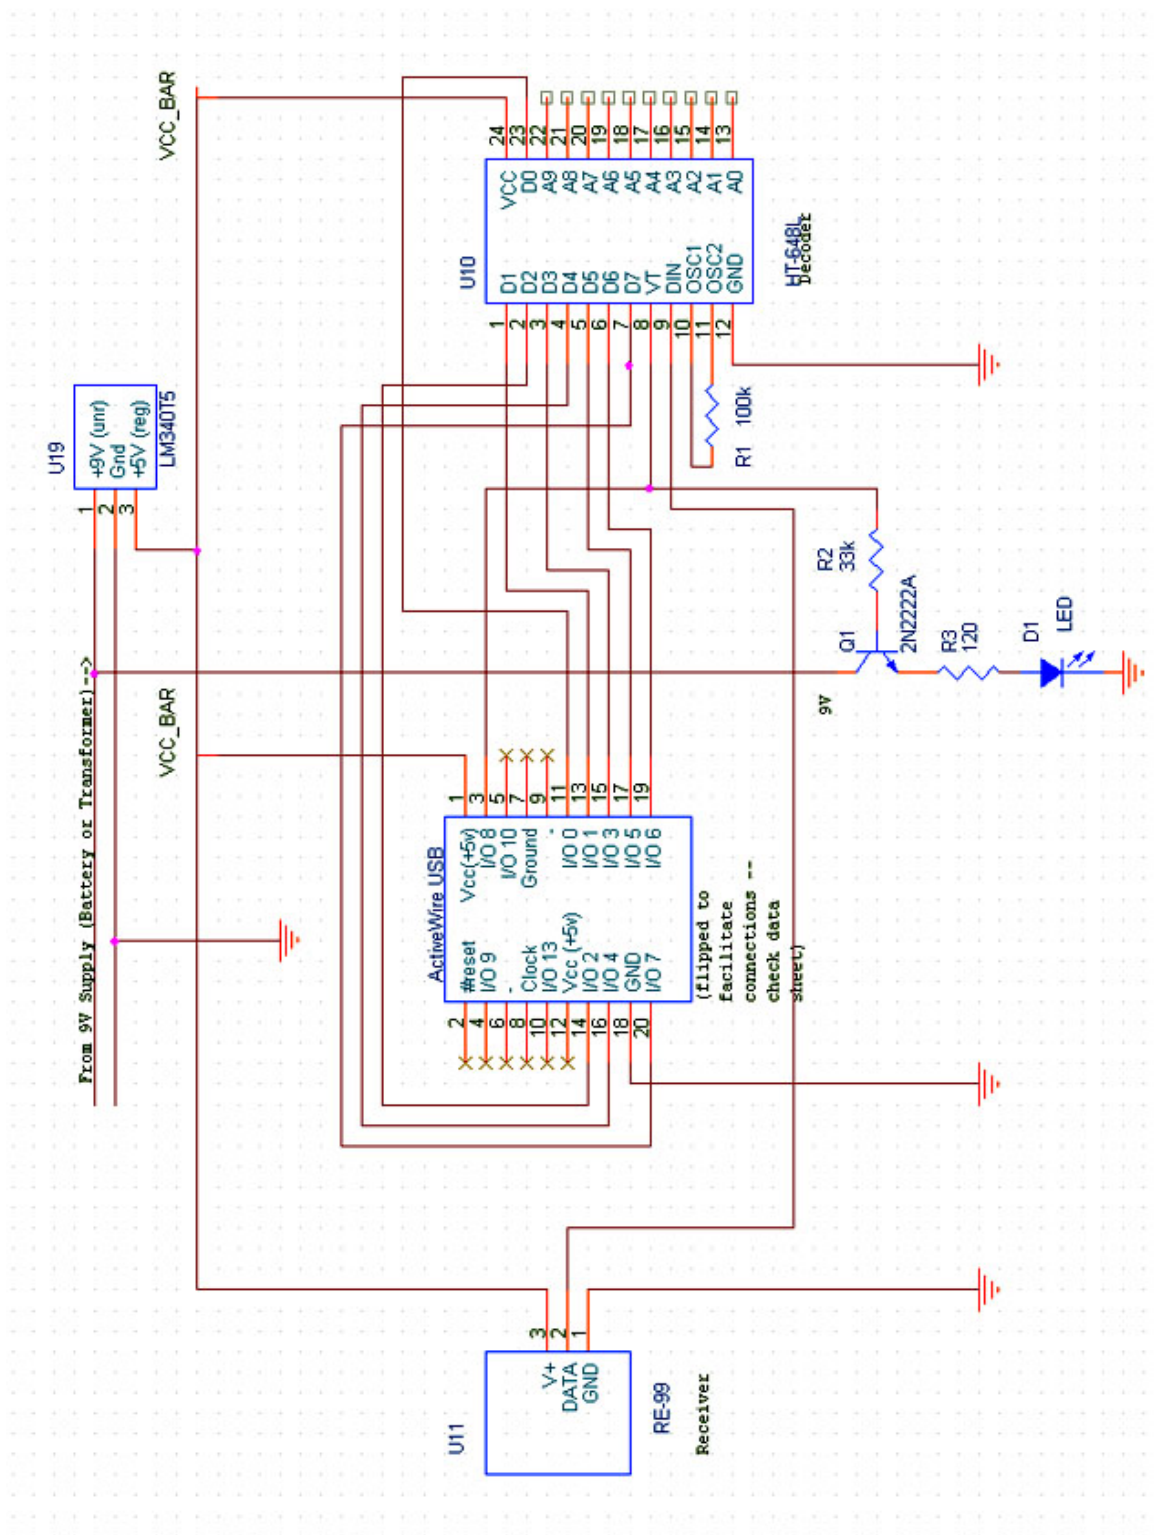 From 9V Supply (Battery or Transformer)-->
U19
+9V (unr)
Gnd
+5V (reg)
LM340T5
1
2
3
VCC_BAR
VCC_BAR
U11
V+
DATA
GND
3
2
1
RE-99
Receiver
ActiveWire USB
#reset
I/O 9
-
Clock
I/O 13
Vcc (+5v)
I/O 2
I/O 4
GND
I/O 7
Vcc(+5v)
I/O 8
I/O 10
Ground
-
I/O 0
I/O 1
I/O 3
I/O 5
I/O 6
2
4
6
8
10
12
14
16
18
20
1
3
5
7
9
11
13
15
17
19
(flipped to
facilitate
connections --
check data
sheet)
U10
D1
D2
D3
D4
D5
D6
D7
VT
DIN
OSC1
OSC2
GND
VCC
D0
A9
A8
A7
A6
A5
A4
A3
A2
A1
A0
1
2
3
4
5
6
7
8
9
10
11
12
24
23
22
21
20
19
18
17
16
15
14
13
HT-648L
Decoder
R1 100k
R2
33k
9V
Q1
2N2222A
R3
120
D1
LED